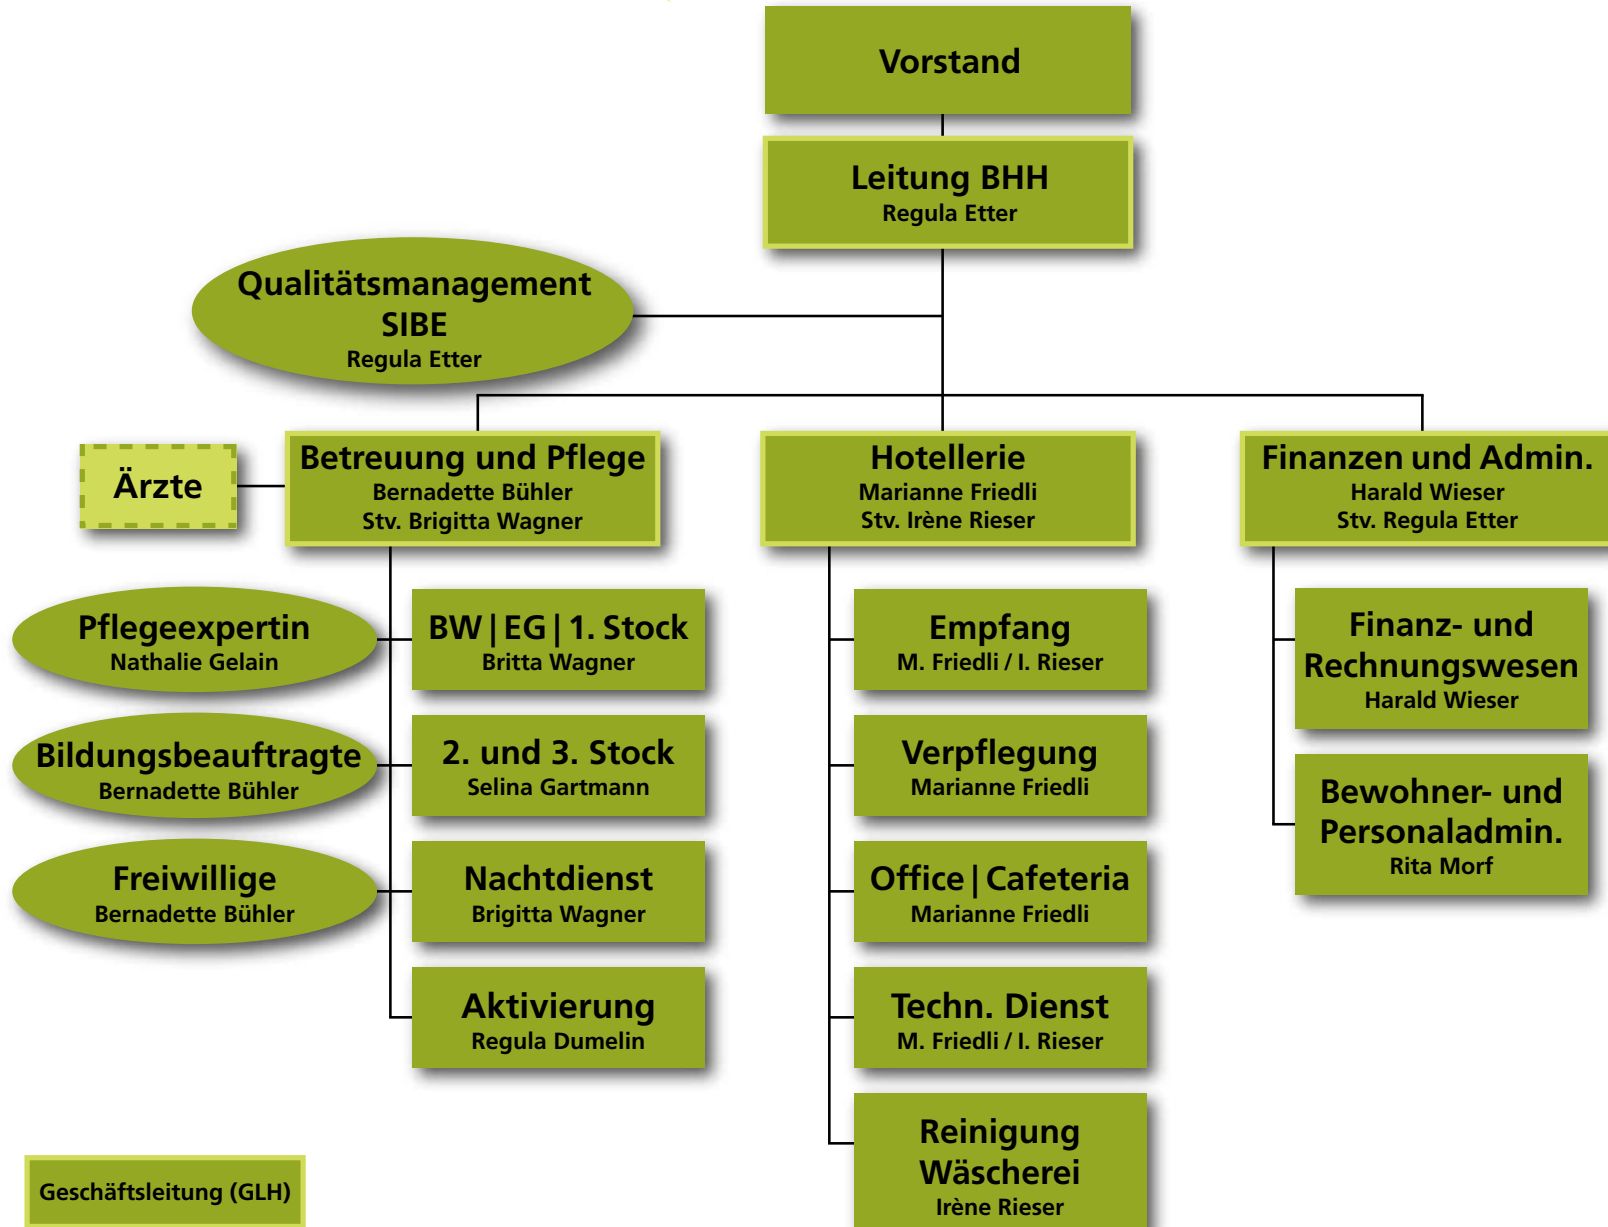 Vorstand
Leitung BHH
Regula Etter
Qualitätsmanagement
SIBE
Regula Etter
Ärzte
Betreuung und Pflege
Bernadette Bühler
Stv. Brigitta Wagner
Hotellerie
Marianne Friedli
Stv. Irène Rieser
Finanzen und Admin.
Harald Wieser
Stv. Regula Etter
Pflegeexpertin
Nathalie Gelain
BW | EG | 1. Stock
Britta Wagner
Empfang
M. Friedli / I. Rieser
Finanz- und
Rechnungswesen
Harald Wieser
Bildungsbeauftragte
Bernadette Bühler
2. und 3. Stock
Selina Gartmann
Verpflegung
Marianne Friedli
Bewohner- und
Personaladmin.
Rita Morf
Freiwillige
Bernadette Bühler
Nachtdienst
Brigitta Wagner
Office | Cafeteria
Marianne Friedli
Aktivierung
Regula Dumelin
Techn. Dienst
M. Friedli / I. Rieser
Reinigung
Wäscherei
Irène Rieser
Geschäftsleitung (GLH)